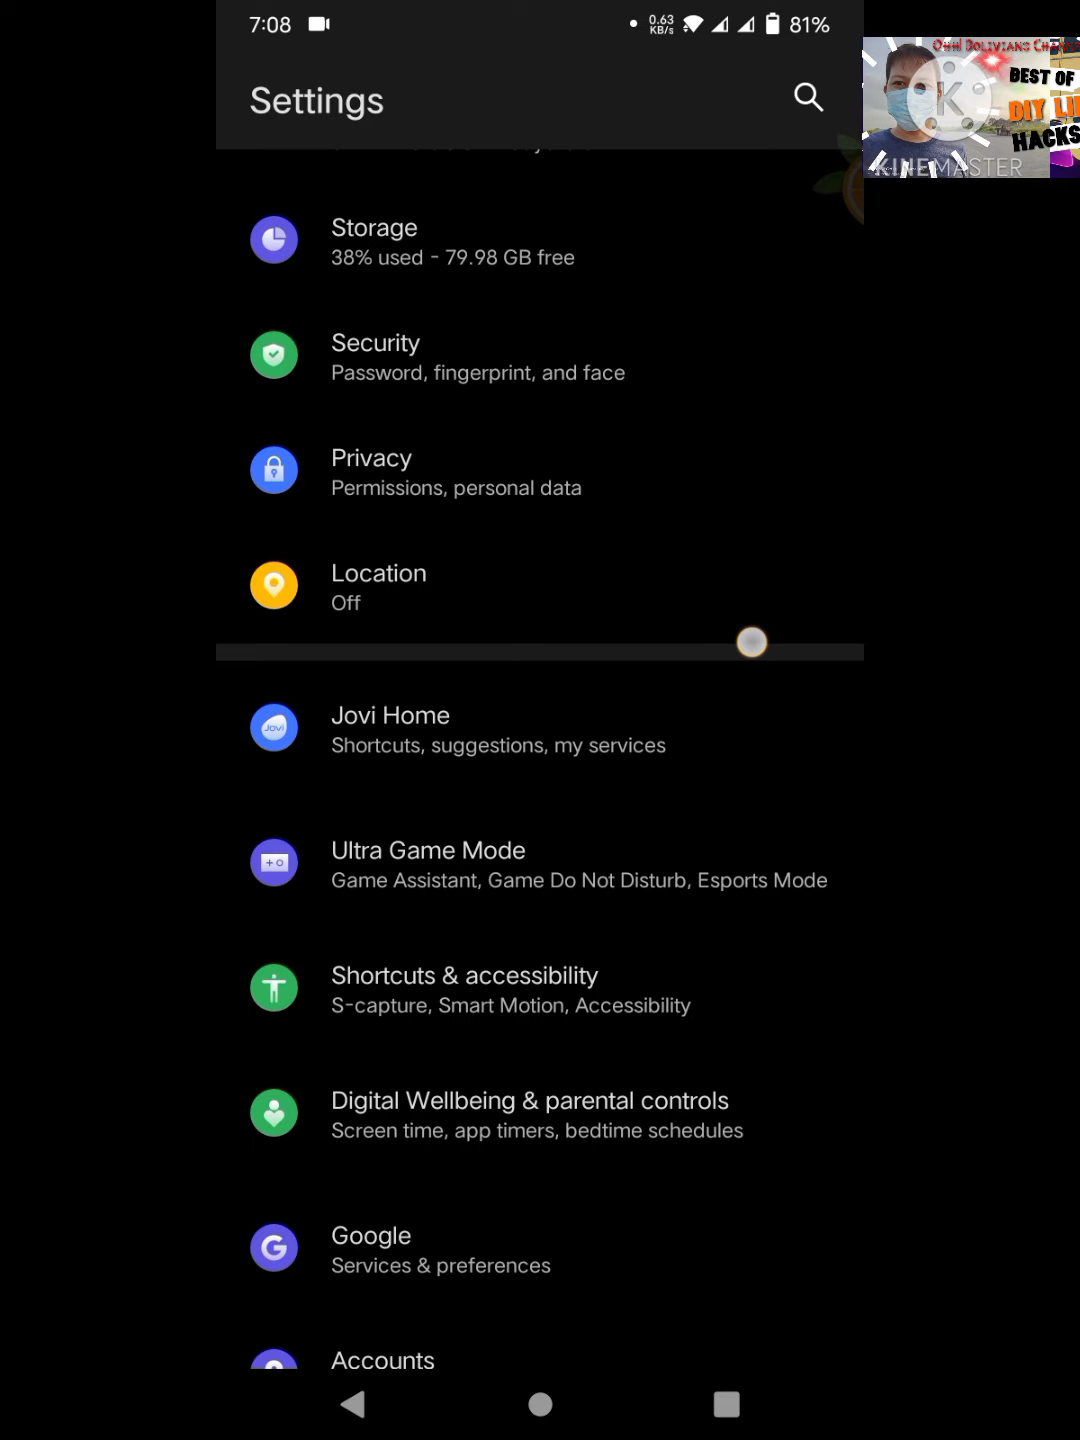 7:08
0.63
KB/s
81%
Settings
Storage
38% used - 79.98 GB free
Security
Password, fingerprint, and face
Privacy
Permissions, personal data
Location
Off
Jovi Home
Jovi
Shortcuts, suggestions, my services
Ultra Game Mode
Game Assistant, Game Do Not Disturb, Esports Mode
Shortcuts & accessibility
S-capture, Smart Motion, Accessibility
Digital Wellbeing & parental controls
Screen time, app timers, bedtime schedules
G
Google
Services & preferences
Accounts
BEST OF
DIY
HACKS
K
KINEMASTER